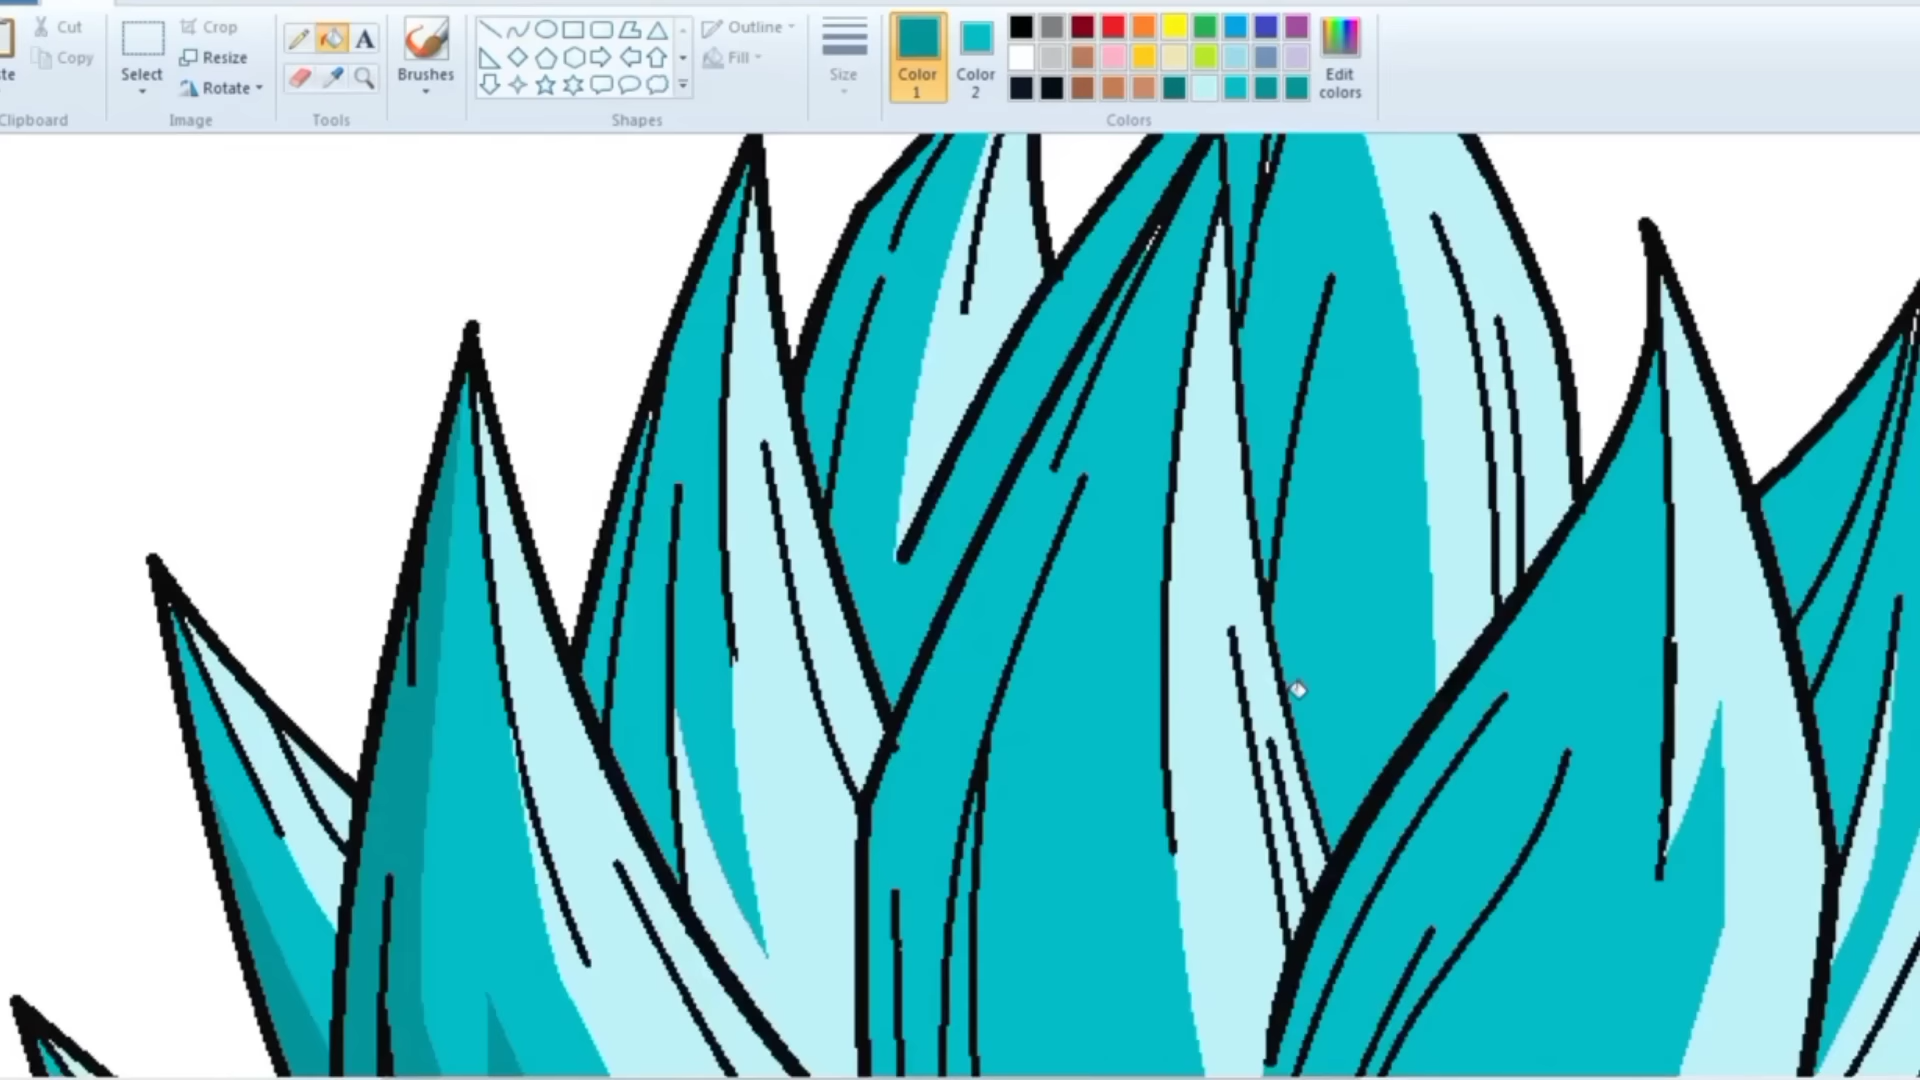 Cut
Crop
Outline
A
te
Copy
Select
Resize
Brushes
Fill
Size
Color
1
Color
2
Edit
colors
Rotate
Clipboard
Image
Tools
Shapes
Colors